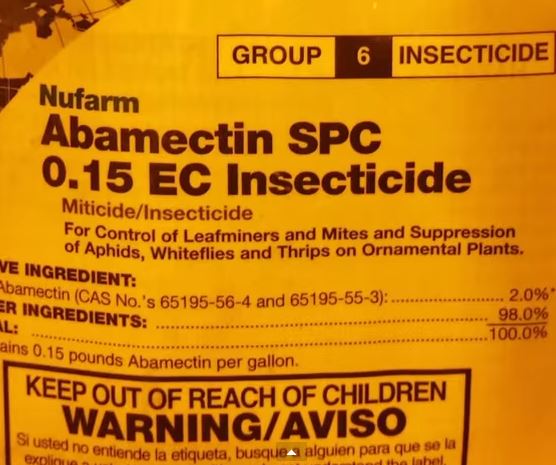 GROUP 6 INSECTICIDE
Nufarm
Abamectin SPC
0.15 EC Insecticide
Miticide/Insecticide
For Control of Leafminers and Mites and Suppression
of Aphids, Whiteflies and Thrips on Ornamental Plants.
VE INGREDIENT:
Abamectin (CAS No.'s 65195-56-4 and 65195-55-3): 2.0%*
ER INGREDIENTS: 98.0%
AL: 100.0%
ains 0.15 pounds Abamectin per gallon.
KEEP OUT OF REACH OF CHILDREN
WARNING/AVISO
Si usted no entiende la etiqueta, busque alguien para que se la
the label.